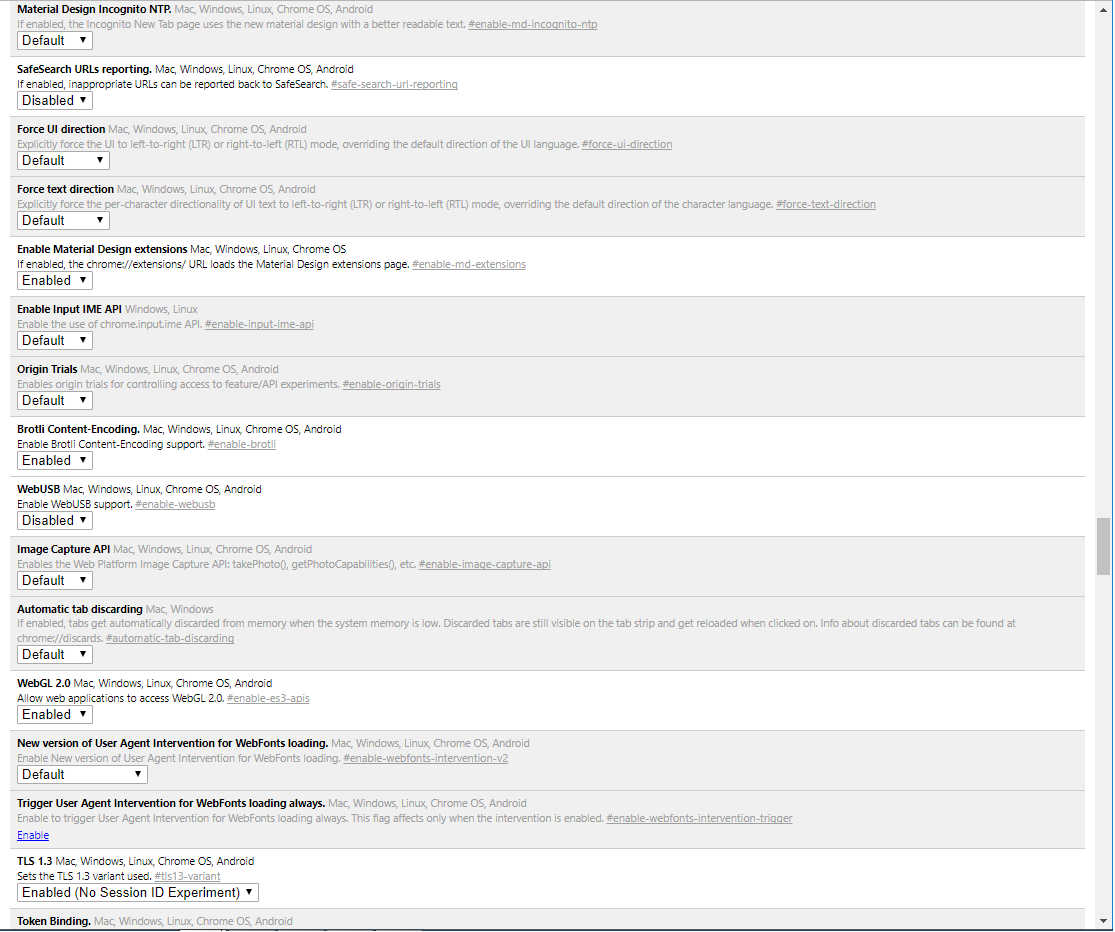 Material Design Incognito NTP. Mac, Windows, Linux, Chrome OS, Android
If enabled, the Incognito New Tab page uses the new material design with a better readable text. #enable-md-incognito-ntp
Default
SafeSearch URLs reporting. Mac, Windows, Linux, Chrome OS, Android
If enabled, inappropriate URLs can be reported back to SafeSearch. #safe-search-url-reporting
Disabled
Force UI direction Mac, Windows, Linux, Chrome OS, Android
Explicitly force the UI to left-to-right (LTR) or right-to-left (RTL) mode, overriding the default direction of the UI language. #force-ui-direction
Default
Force text direction Mac, Windows, Linux, Chrome OS, Android
Explicitly force the per-character directionality of UI text to left-to-right (LTR) or right-to-left (RTL) mode, overriding the default direction of the character language. #force-text-direction
Default
Enable Material Design extensions Mac, Windows, Linux, Chrome OS
If enabled, the chrome://extensions/ URL loads the Material Design extensions page. #enable-md-extensions
Enabled
Enable Input IME API Windows, Linux
Enable the use of chrome.input.ime API. #enable-input-ime-api
Default
Origin Trials Mac, Windows, Linux, Chrome OS, Android
Enables origin trials for controlling access to feature/API experiments. #enable-origin-trials
Default
Brotli Content-Encoding. Mac, Windows, Linux, Chrome OS, Android
Enable Brotli Content-Encoding support. #enable-brotli
Enabled
WebUSB Mac, Windows, Linux, Chrome OS, Android
Enable WebUSB support. #enable-webusb
Disabled
Image Capture API Mac, Windows, Linux, Chrome OS, Android
Enables the Web Platform Image Capture API: takePhoto(), getPhotoCapabilities(), etc. #enable-image-capture-api
Default
Automatic tab discarding Mac, Windows
If enabled, tabs get automatically discarded from memory when the system memory is low. Discarded tabs are still visible on the tab strip and get reloaded when clicked on. Info about discarded tabs can be found at
chrome://discards. #automatic-tab-discarding
Default
WebGL 2.0 Mac, Windows, Linux, Chrome OS, Android
Allow web applications to access WebGL 2.0. #enable-es3-apis
Enabled
New version of User Agent Intervention for WebFonts loading. Mac, Windows, Linux, Chrome OS, Android
Enable New version of User Agent Intervention for WebFonts loading. #enable-webfonts-intervention-v2
Default
Trigger User Agent Intervention for WebFonts loading always. Mac, Windows, Linux, Chrome OS, Android
Enable to trigger User Agent Intervention for WebFonts loading always. This flag affects only when the intervention is enabled. #enable-webfonts-intervention-trigger
Enable
TLS 1.3 Mac, Windows, Linux, Chrome OS, Android
Sets the TLS 1.3 variant used. #tls13-variant
Enabled (No Session ID Experiment)
Token Binding. Mac, Windows, Linux, Chrome OS, Android